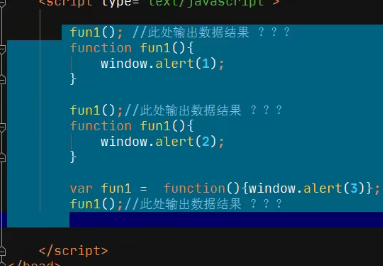 <script type="text/javascript">
fun1(); //此处输出数据结果 ？？？
function fun1(){
window.alert(1);
}
fun1();//此处输出数据结果 ？？？
function fun1(){
window.alert(2);
}
var fun1 =  function(){window.alert(3)};
fun1();//此处输出数据结果 ？？？
</script>
</head>